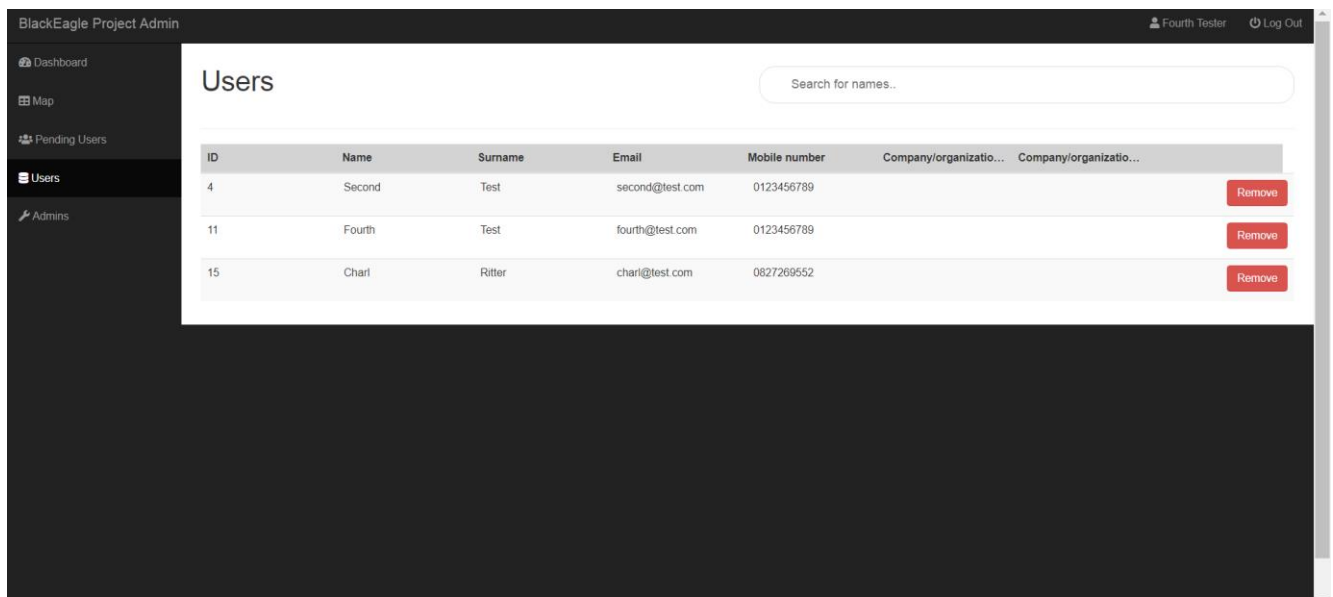 BlackEagle Project Admin
Fourth Tester Log Out
Dashboard
Map
Pending Users
Users
Admins
Users
Search for names..
ID Name Surname Email Mobile number Company/organizatio... Company/organizatio...
4 Second Test second@test.com 0123456789 Remove
11 Fourth Test fourth@test.com 0123456789 Remove
15 Charl Ritter charl@test.com 0827269552 Remove